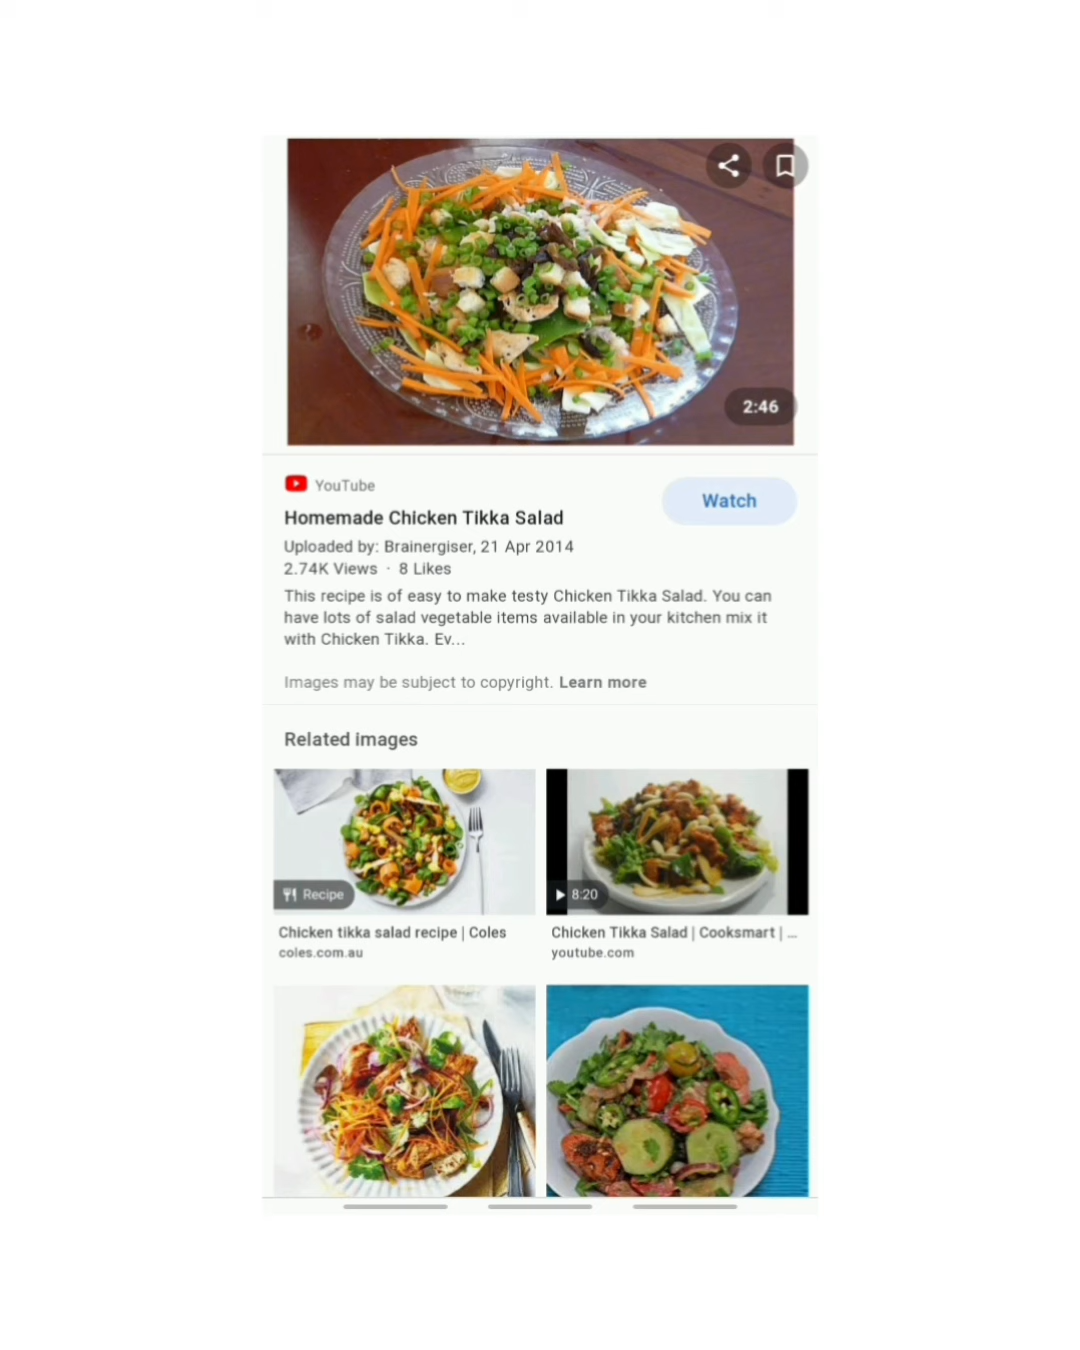 2:46
YouTube
Watch
Homemade Chicken Tikka Salad
Uploaded by: Brainergiser, 21 Apr 2014
2.74K Views · 8 Likes
This recipe is of easy to make testy Chicken Tikka Salad. You can
have lots of salad vegetable items available in your kitchen mix it
with Chicken Tikka. Ev...
Images may be subject to copyright. Learn more
Related images
Recipe
8:20
Chicken tikka salad recipe | Coles
coles.com.au
Chicken Tikka Salad | Cooksmart | ...
youtube.com